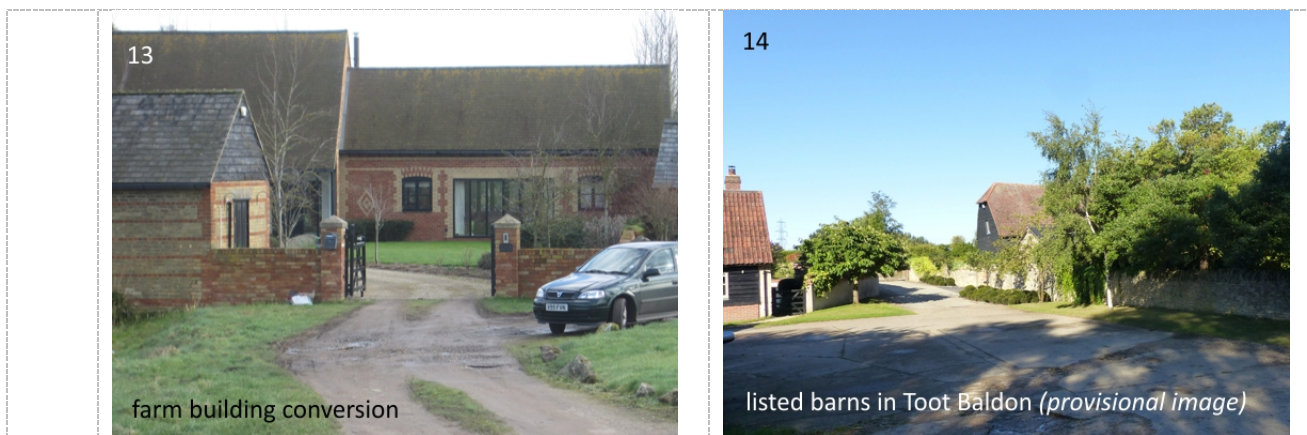 13
farm building conversion
14
listed barns in Toot Baldon (provisional image)